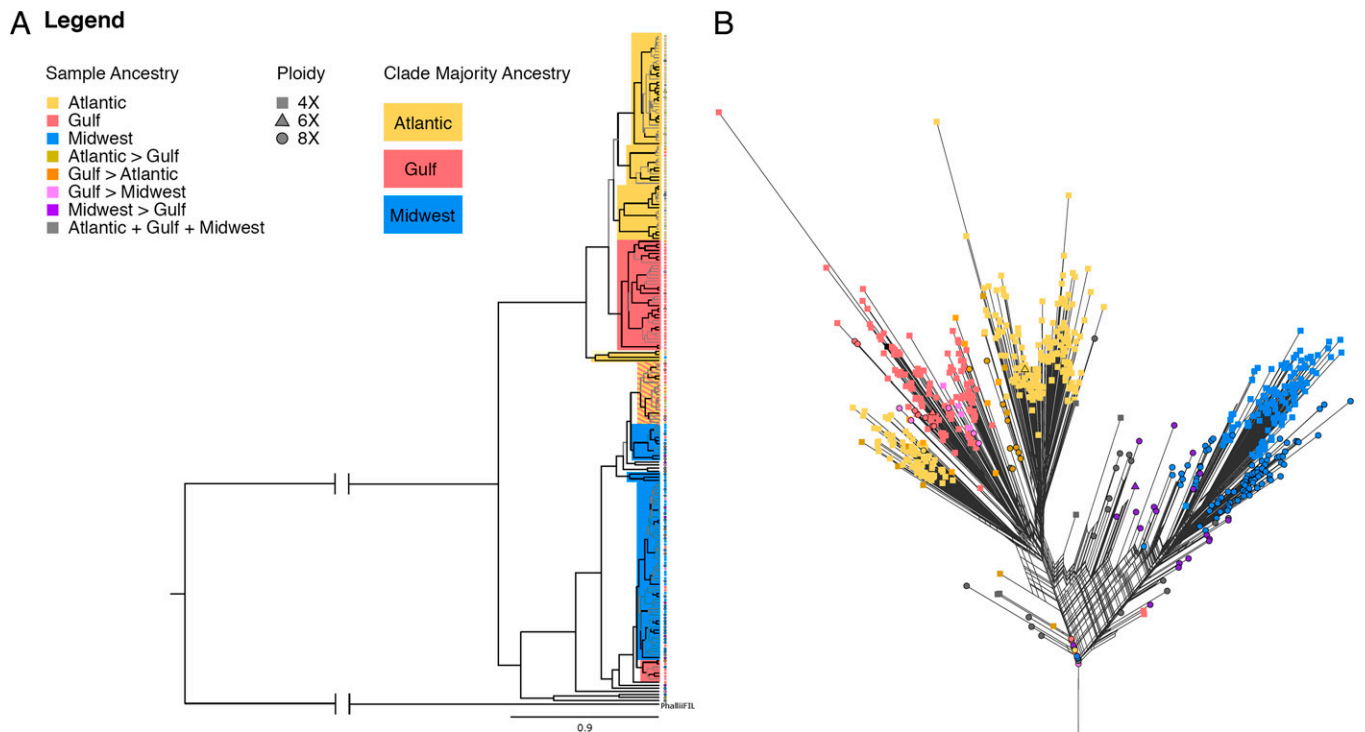 A Legend
B
Sample Ancestry
Atlantic
Gulf
Midwest
Atlantic > Gulf
Gulf > Atlantic
Gulf > Midwest
Midwest > Gulf
Atlantic + Gulf + Midwest
Ploidy
4X
6X
8X
Clade Majority Ancestry
Atlantic
Gulf
Midwest
PhalliiFIL
0.9